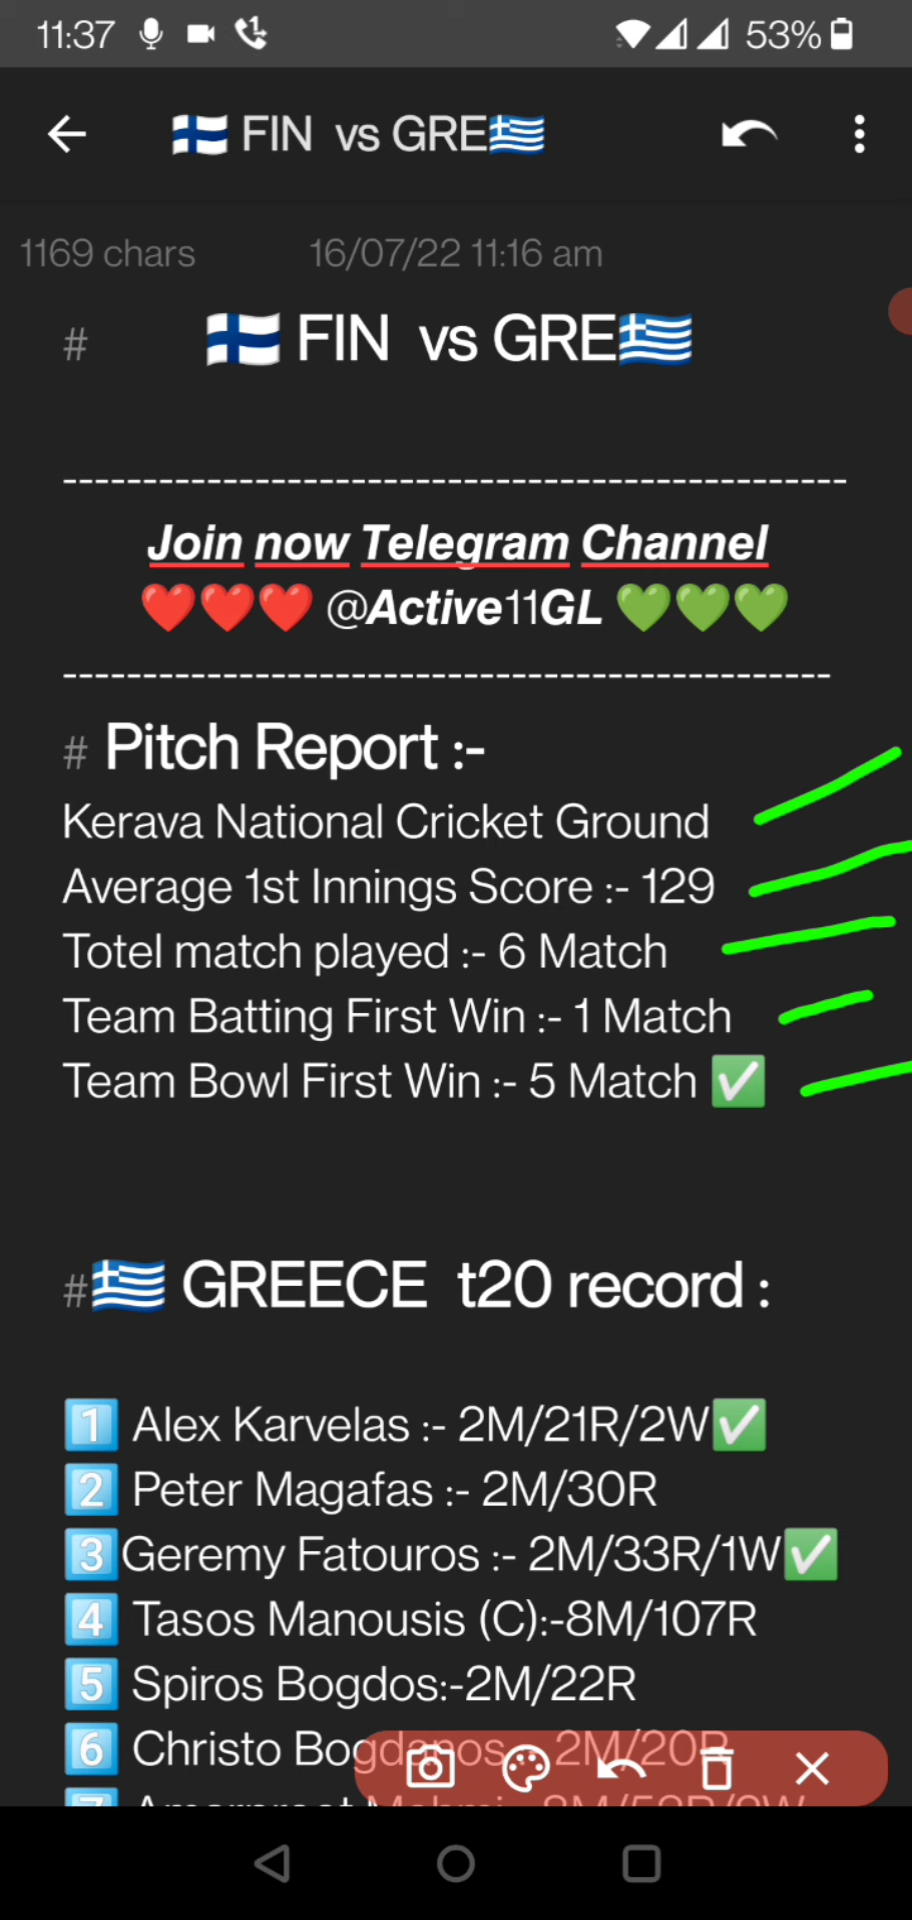 11:37 53%
🇫🇮 FIN vs GRE🇬🇷
1169 chars 16/07/22 11:16 am
# 🇫🇮 FIN vs GRE🇬🇷
-------------------------------------------------
Join now Telegram Channel
❤️❤️❤️ @Active11GL 💚💚💚
------------------------------------------------
# Pitch Report :-
Kerava National Cricket Ground
Average 1st Innings Score :- 129
Totel match played :- 6 Match
Team Batting First Win :- 1 Match
Team Bowl First Win :- 5 Match ✅
#🇬🇷 GREECE t20 record :
1️⃣ Alex Karvelas :- 2M/21R/2W✅
2️⃣ Peter Magafas :- 2M/30R
3️⃣Geremy Fatouros :- 2M/33R/1W✅
4️⃣ Tasos Manousis (C):-8M/107R
5️⃣ Spiros Bogdos:-2M/22R
6️⃣ Christo Bogdanos 2M/20R